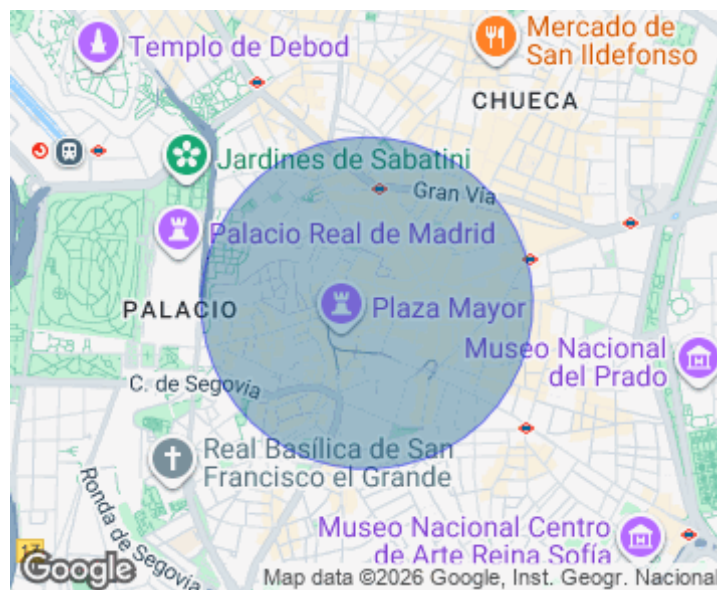 Templo de Debod
Mercado de
San Ildefonso
CHUECA
Jardines de Sabatini
Gran Vía
Palacio Real de Madrid
PALACIO
Plaza Mayor
Museo Nacional
del Prado
C. de Segovia
Real Basílica de San
Francisco el Grande
Ronda de Segovia
Museo Nacional Centro
de Arte Reina Sofía
Google
Map data ©2026 Google, Inst. Geogr. Nacional